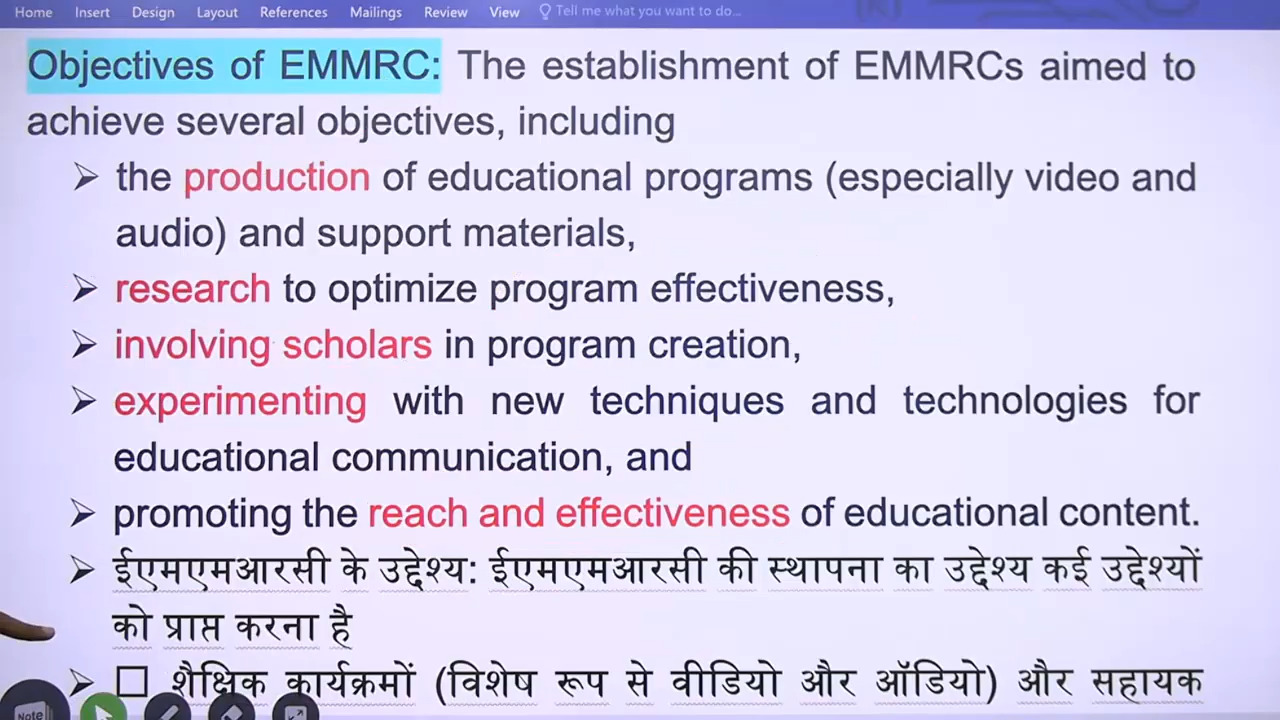 Home Insert Design Layout References Mailings Review View Tell me what you want to do...
Objectives of EMMRC: The establishment of EMMRCs aimed to
achieve several objectives, including
➢ the production of educational programs (especially video and
audio) and support materials,
➢ research to optimize program effectiveness,
➢ involving scholars in program creation,
➢ experimenting with new techniques and technologies for
educational communication, and
➢ promoting the reach and effectiveness of educational content.
➢ ईएमएमआरसी के उद्देश्य: ईएमएमआरसी की स्थापना का उद्देश्य कई उद्देश्यों
को प्राप्त करना है
➢ □ शैक्षिक कार्यक्रमों (विशेष रूप से वीडियो और ऑडियो) और सहायक
Note